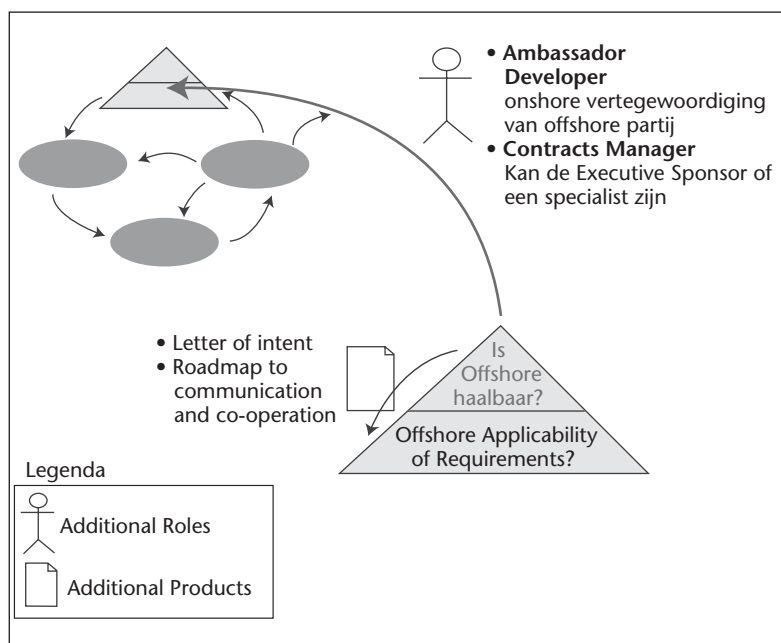 • Ambassador
Developer
onshore vertegewoordiging
van offshore partij
• Contracts Manager
Kan de Executive Sponsor of
een specialist zijn
• Letter of intent
• Roadmap to
communication
and co-operation
Is
Offshore
haalbaar?
Offshore Applicability
of Requirements?
Legenda
Additional Roles
Additional Products